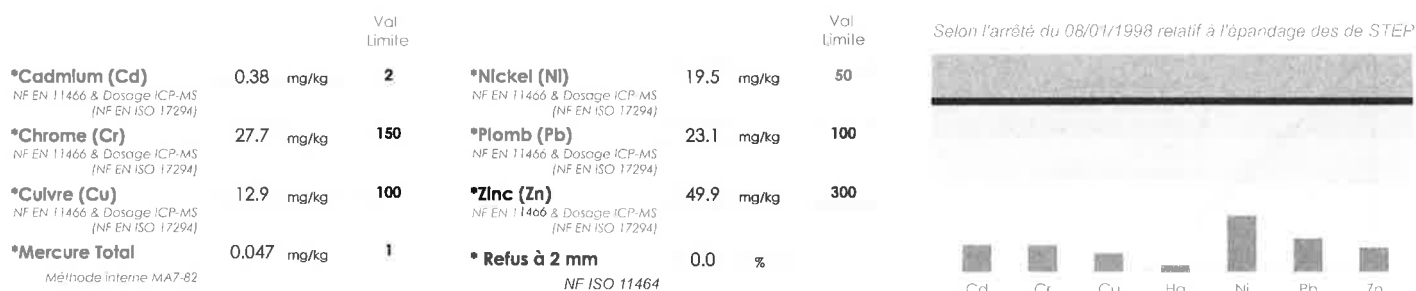 Val Limite
Val Limite
Selon l'arrêté du 08/01/1998 relatif à l'épandage des de STEP
*Cadmium (Cd) 0.38 mg/kg 2
NF EN 11466 & Dosage ICP-MS
(NF EN ISO 17294)
*Chrome (Cr) 27.7 mg/kg 150
NF EN 11466 & Dosage ICP-MS
(NF EN ISO 17294)
*Cuivre (Cu) 12.9 mg/kg 100
NF EN 11466 & Dosage ICP-MS
(NF EN ISO 17294)
*Mercure Total 0.047 mg/kg 1
Méthode interne MA7-82
*Nickel (Ni) 19.5 mg/kg 50
NF EN 11466 & Dosage ICP-MS
(NF EN ISO 17294)
*Plomb (Pb) 23.1 mg/kg 100
NF EN 11466 & Dosage ICP-MS
(NF EN ISO 17294)
*Zinc (Zn) 49.9 mg/kg 300
NF EN 11466 & Dosage ICP-MS
(NF EN ISO 17294)
* Refus à 2 mm 0.0 %
NF ISO 11464
Cd Cr Cu Hg Ni Pb Zn